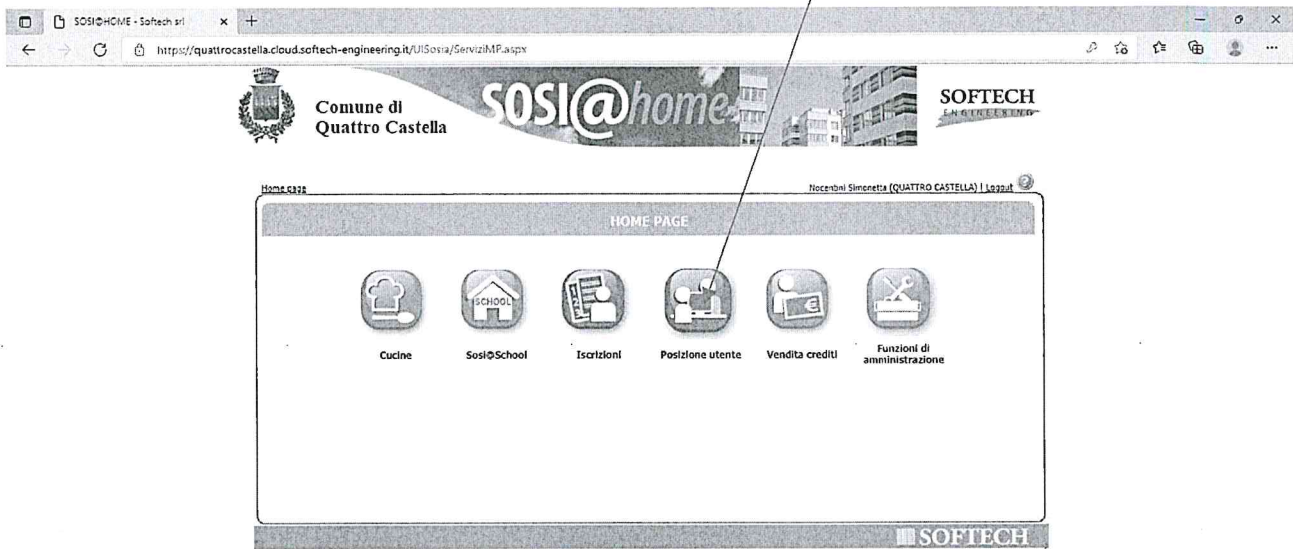 SOSI@HOME - Softech srl
https://quattrocastella.cloud.softech-engineering.it/UISosia/ServiziMP.aspx
Comune di
Quattro Castella
SOSI@home
SOFTECH
ENGINEERING
Home page
Nocentini Simonetta (QUATTRO CASTELLA) | Logout
HOME PAGE
SCHOOL
Cucine
Sosi@School
Iscrizioni
Posizione utente
Vendita crediti
Funzioni di
amministrazione
SOFTECH